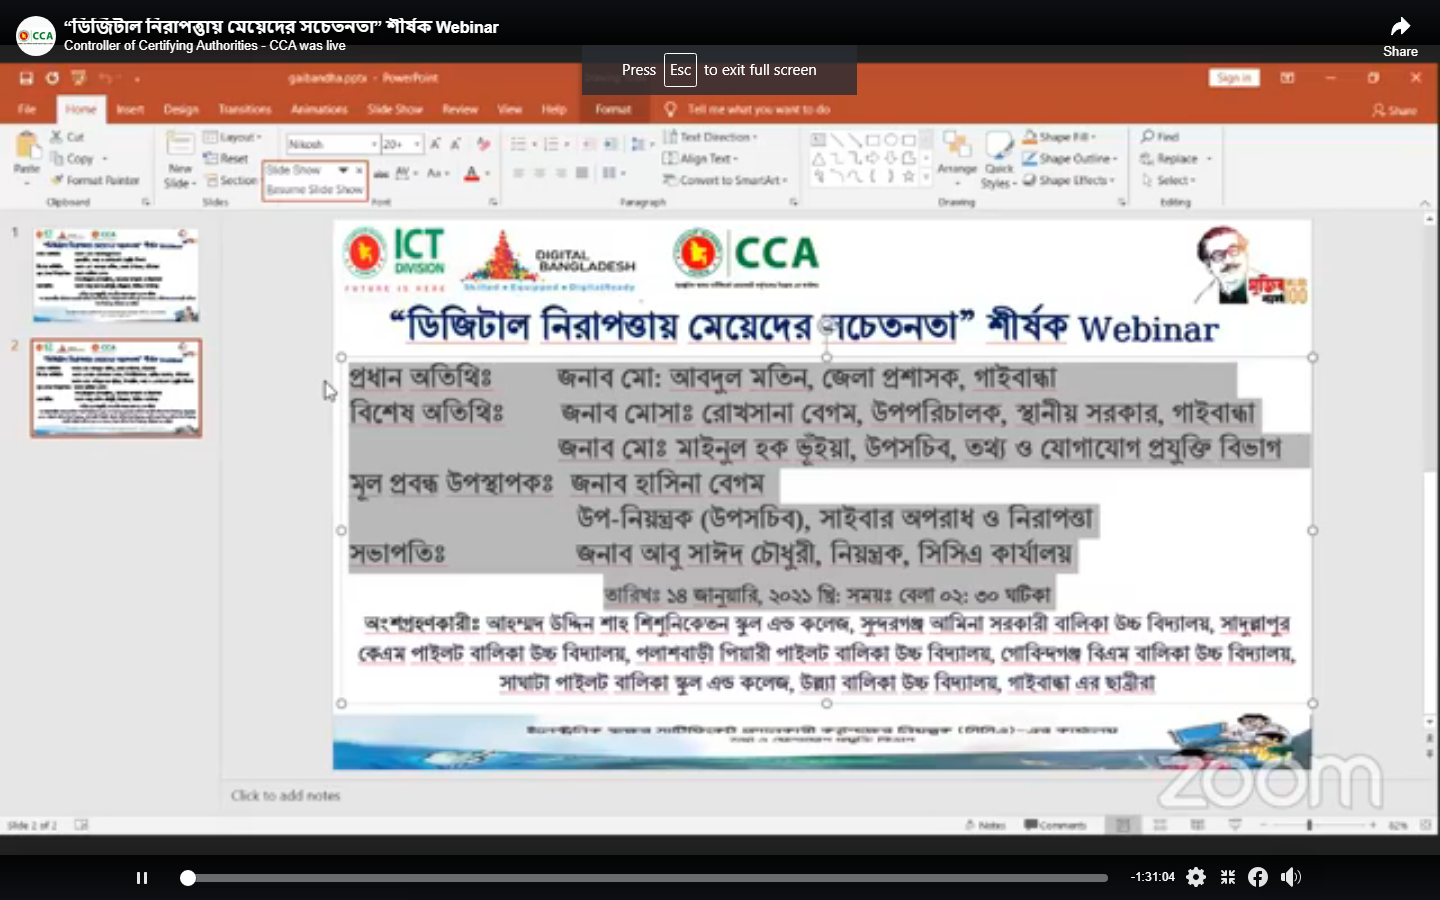 “ডিজিটাল নিরাপত্তায় মেয়েদের সচেতনতা” শীর্ষক Webinar
Controller of Certifying Authorities - CCA was live
Share
Press Esc to exit full screen
gaibandha.pptx - PowerPoint
Sign in
File Home Insert Design Transitions Animations Slide Show Review View Help Format Tell me what you want to do Share
Paste Cut Copy Format Painter Clipboard
New Slide Layout Reset Section Slides
Slide Show
Resume Slide Show
Nikosh 20+ Font
Text Direction Align Text Convert to SmartArt Paragraph
Arrange Quick Styles Shape Fill Shape Outline Shape Effects Drawing
Find Replace Select Editing
1
2
ICT DIVISION
FUTURE IS HERE
DIGITAL BANGLADESH
Skilled Equipped DigitalReady
CCA
মুজিব 100
“ডিজিটাল নিরাপত্তায় মেয়েদের সচেতনতা” শীর্ষক Webinar
প্রধান অতিথিঃ জনাব মো: আবদুল মতিন, জেলা প্রশাসক, গাইবান্ধা
বিশেষ অতিথিঃ জনাব মোসাঃ রোখসানা বেগম, উপপরিচালক, স্থানীয় সরকার, গাইবান্ধা
জনাব মোঃ মাইনুল হক ভূঁইয়া, উপসচিব, তথ্য ও যোগাযোগ প্রযুক্তি বিভাগ
মূল প্রবন্ধ উপস্থাপকঃ জনাব হাসিনা বেগম
উপ-নিয়ন্ত্রক (উপসচিব), সাইবার অপরাধ ও নিরাপত্তা
সভাপতিঃ জনাব আবু সাঈদ চৌধুরী, নিয়ন্ত্রক, সিসিএ কার্যালয়
তারিখঃ ১৪ জানুয়ারি, ২০২১ খ্রি: সময়ঃ বেলা ০২: ৩০ ঘটিকা
অংশগ্রহণকারীঃ আহম্মদ উদ্দিন শাহ শিশুনিকেতন স্কুল এন্ড কলেজ, সুন্দরগঞ্জ আমিনা সরকারী বালিকা উচ্চ বিদ্যালয়, সাদুল্লাপুর
কেএম পাইলট বালিকা উচ্চ বিদ্যালয়, পলাশবাড়ী পিয়ারী পাইলট বালিকা উচ্চ বিদ্যালয়, গোবিন্দগঞ্জ বিএম বালিকা উচ্চ বিদ্যালয়,
সাঘাটা পাইলট বালিকা স্কুল এন্ড কলেজ, উল্ল্যা বালিকা উচ্চ বিদ্যালয়, গাইবান্ধা এর ছাত্রীরা
zoom
Click to add notes
Slide 2 of 2 Notes Comments 82%
-1:31:04